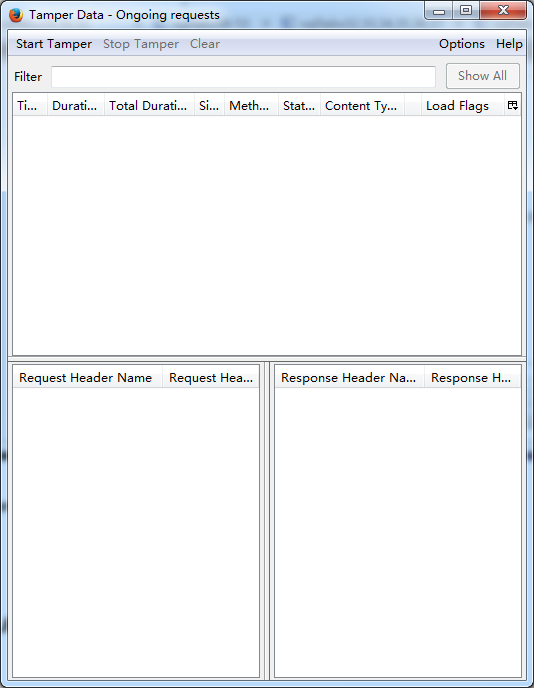 Tamper Data - Ongoing requests
Start Tamper Stop Tamper Clear Options Help
Filter Show All
Ti... Durati... Total Durati... Si... Meth... Stat... Content Ty... Load Flags
Request Header Name Request Hea... Response Header Na... Response H...